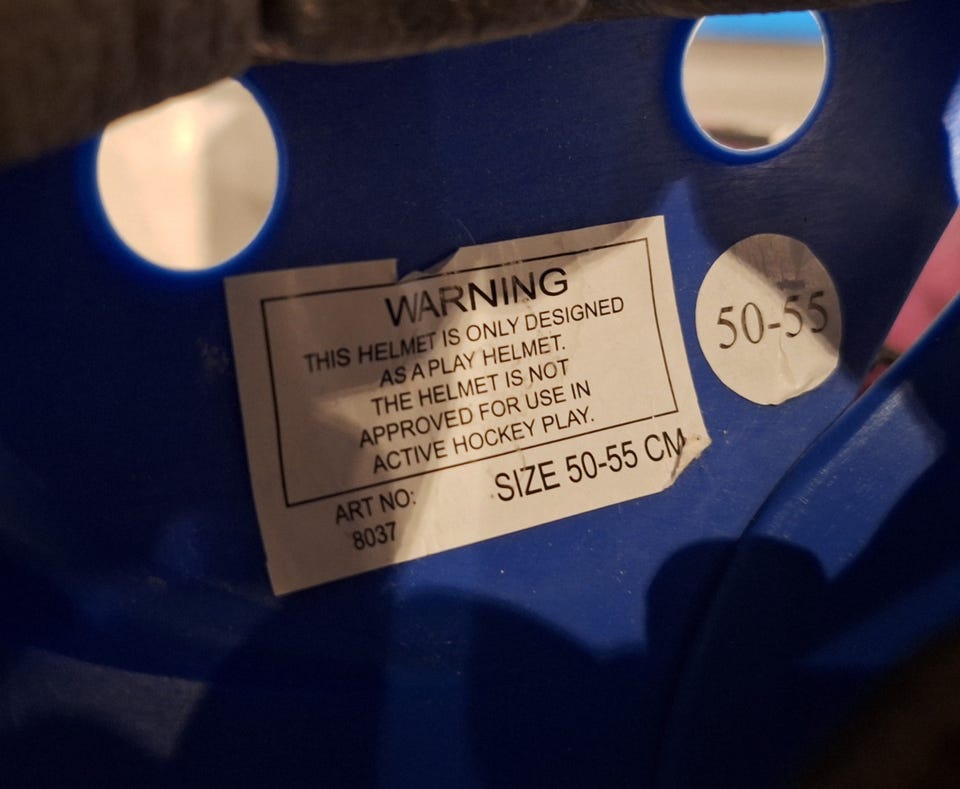 WARNING
THIS HELMET IS ONLY DESIGNED
AS A PLAY HELMET.
THE HELMET IS NOT
APPROVED FOR USE IN
ACTIVE HOCKEY PLAY.
ART NO:
8037
SIZE 50-55 CM
50-55